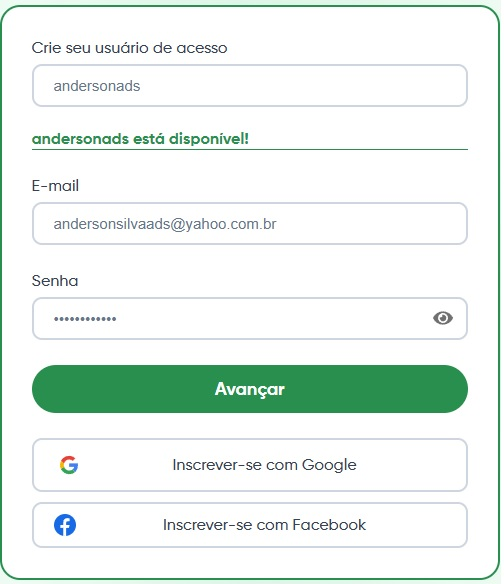 Crie seu usuário de acesso
andersonads
andersonads está disponível!
E-mail
andersonsilvaads@yahoo.com.br
Senha
••••••••••••
Avançar
Inscrever-se com Google
Inscrever-se com Facebook